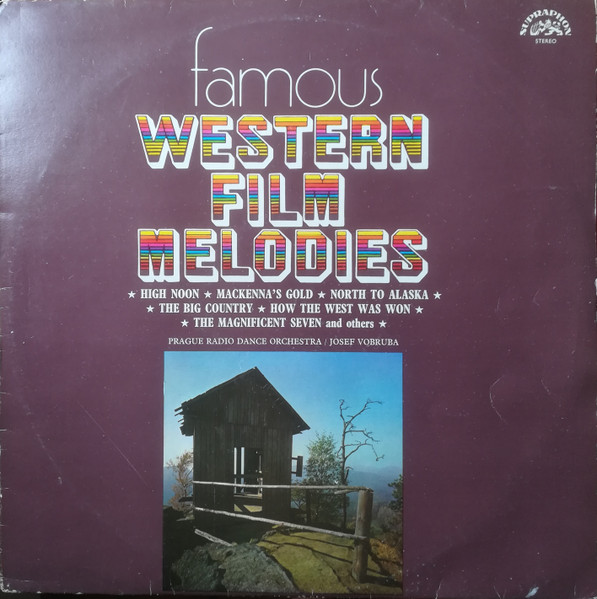 SUPRAPHON
STEREO
famous
WESTERN
FILM
MELODIES
★ HIGH NOON ★ MACKENNA'S GOLD ★ NORTH TO ALASKA ★
★ THE BIG COUNTRY ★ HOW THE WEST WAS WON ★
★ THE MAGNIFICENT SEVEN and others ★
PRAGUE RADIO DANCE ORCHESTRA / JOSEF VOBRUBA